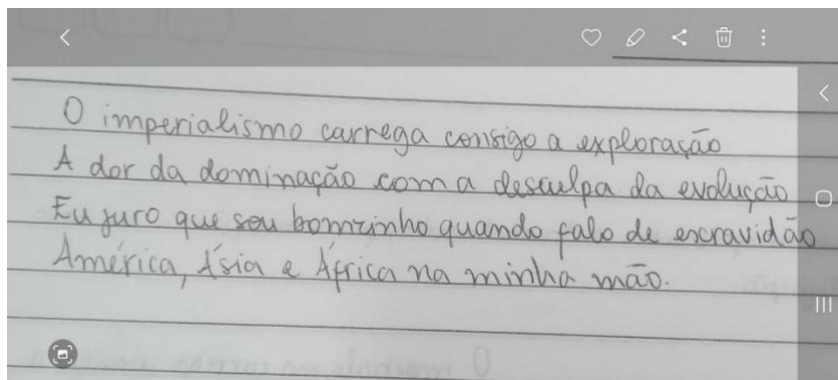 O imperialismo carrega consigo a exploração
A dor da dominação com a desculpa da evolução
Eu juro que sou bomzinho quando falo de escravidão
América, Ásia e África na minha mão.